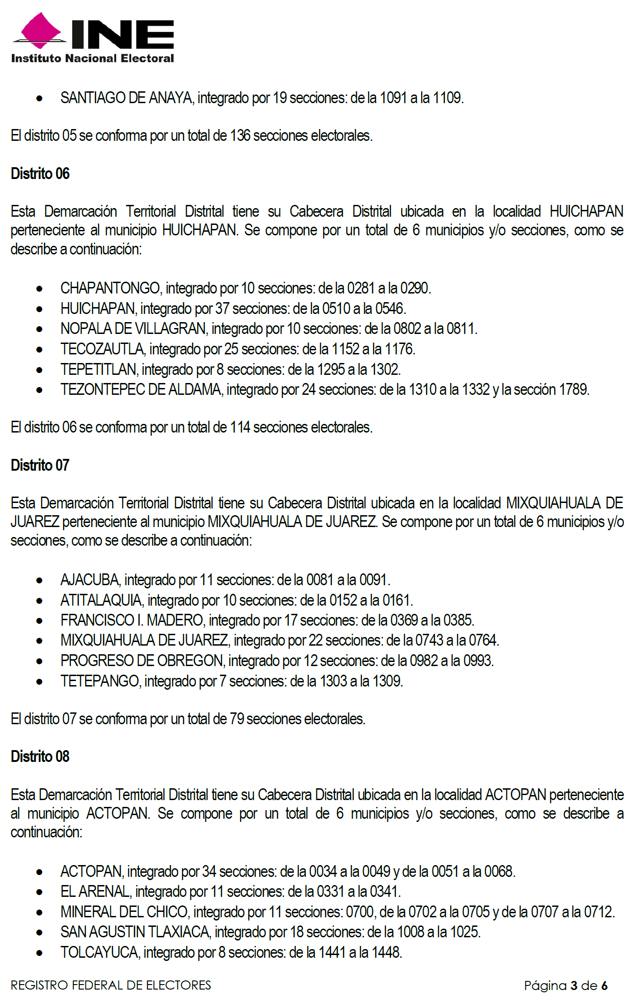 INE
Instituto Nacional Electoral
• SANTIAGO DE ANAYA, integrado por 19 secciones: de la 1091 a la 1109.
El distrito 05 se conforma por un total de 136 secciones electorales.
Distrito 06
Esta Demarcación Territorial Distrital tiene su Cabecera Distrital ubicada en la localidad HUICHAPAN
perteneciente al municipio HUICHAPAN. Se compone por un total de 6 municipios y/o secciones, como se
describe a continuación:
• CHAPANTONGO, integrado por 10 secciones: de la 0281 a la 0290.
• HUICHAPAN, integrado por 37 secciones: de la 0510 a la 0546.
• NOPALA DE VILLAGRAN, integrado por 10 secciones: de la 0802 a la 0811.
• TECOZAUTLA, integrado por 25 secciones: de la 1152 a la 1176.
• TEPETITLAN, integrado por 8 secciones: de la 1295 a la 1302.
• TEZONTEPEC DE ALDAMA, integrado por 24 secciones: de la 1310 a la 1332 y la sección 1789.
El distrito 06 se conforma por un total de 114 secciones electorales.
Distrito 07
Esta Demarcación Territorial Distrital tiene su Cabecera Distrital ubicada en la localidad MIXQUIAHUALA DE
JUAREZ perteneciente al municipio MIXQUIAHUALA DE JUAREZ. Se compone por un total de 6 municipios y/o
secciones, como se describe a continuación:
• AJACUBA, integrado por 11 secciones: de la 0081 a la 0091.
• ATITALAQUIA, integrado por 10 secciones: de la 0152 a la 0161.
• FRANCISCO I. MADERO, integrado por 17 secciones: de la 0369 a la 0385.
• MIXQUIAHUALA DE JUAREZ, integrado por 22 secciones: de la 0743 a la 0764.
• PROGRESO DE OBREGON, integrado por 12 secciones: de la 0982 a la 0993.
• TETEPANGO, integrado por 7 secciones: de la 1303 a la 1309.
El distrito 07 se conforma por un total de 79 secciones electorales.
Distrito 08
Esta Demarcación Territorial Distrital tiene su Cabecera Distrital ubicada en la localidad ACTOPAN perteneciente
al municipio ACTOPAN. Se compone por un total de 6 municipios y/o secciones, como se describe a
continuación:
• ACTOPAN, integrado por 34 secciones: de la 0034 a la 0049 y de la 0051 a la 0068.
• EL ARENAL, integrado por 11 secciones: de la 0331 a la 0341.
• MINERAL DEL CHICO, integrado por 11 secciones: 0700, de la 0702 a la 0705 y de la 0707 a la 0712.
• SAN AGUSTIN TLAXIACA, integrado por 18 secciones: de la 1008 a la 1025.
• TOLCAYUCA, integrado por 8 secciones: de la 1441 a la 1448.
REGISTRO FEDERAL DE ELECTORES Página 3 de 6